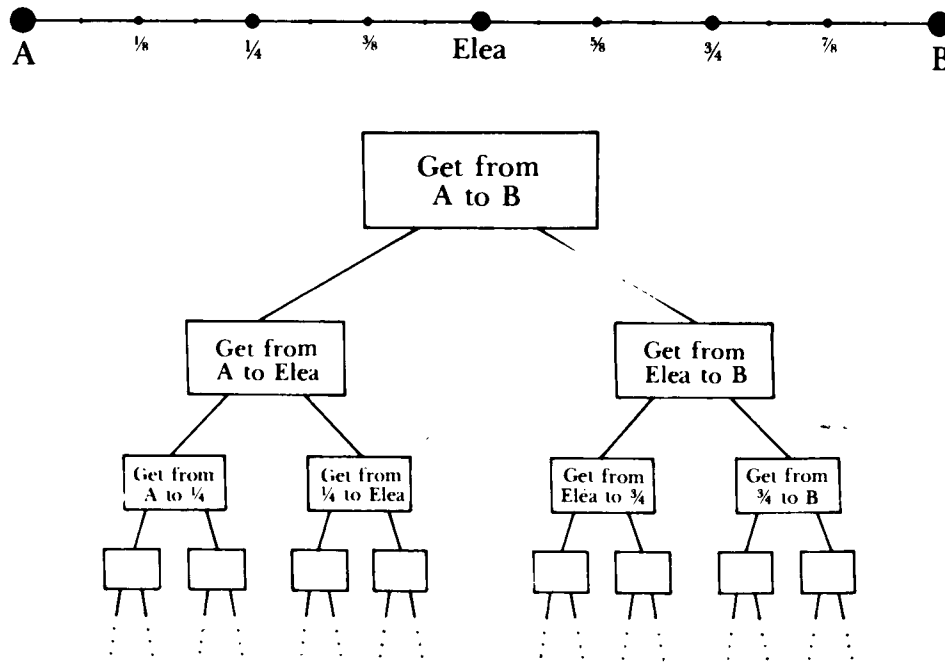 A ⅛ ¼ ⅜ Elea ⅝ ¾ ⅞ B
Get from
A to B
Get from
A to Elea
Get from
Elea to B
Get from
A to ¼
Get from
¼ to Elea
Get from
Elea to ¾
Get from
¾ to B